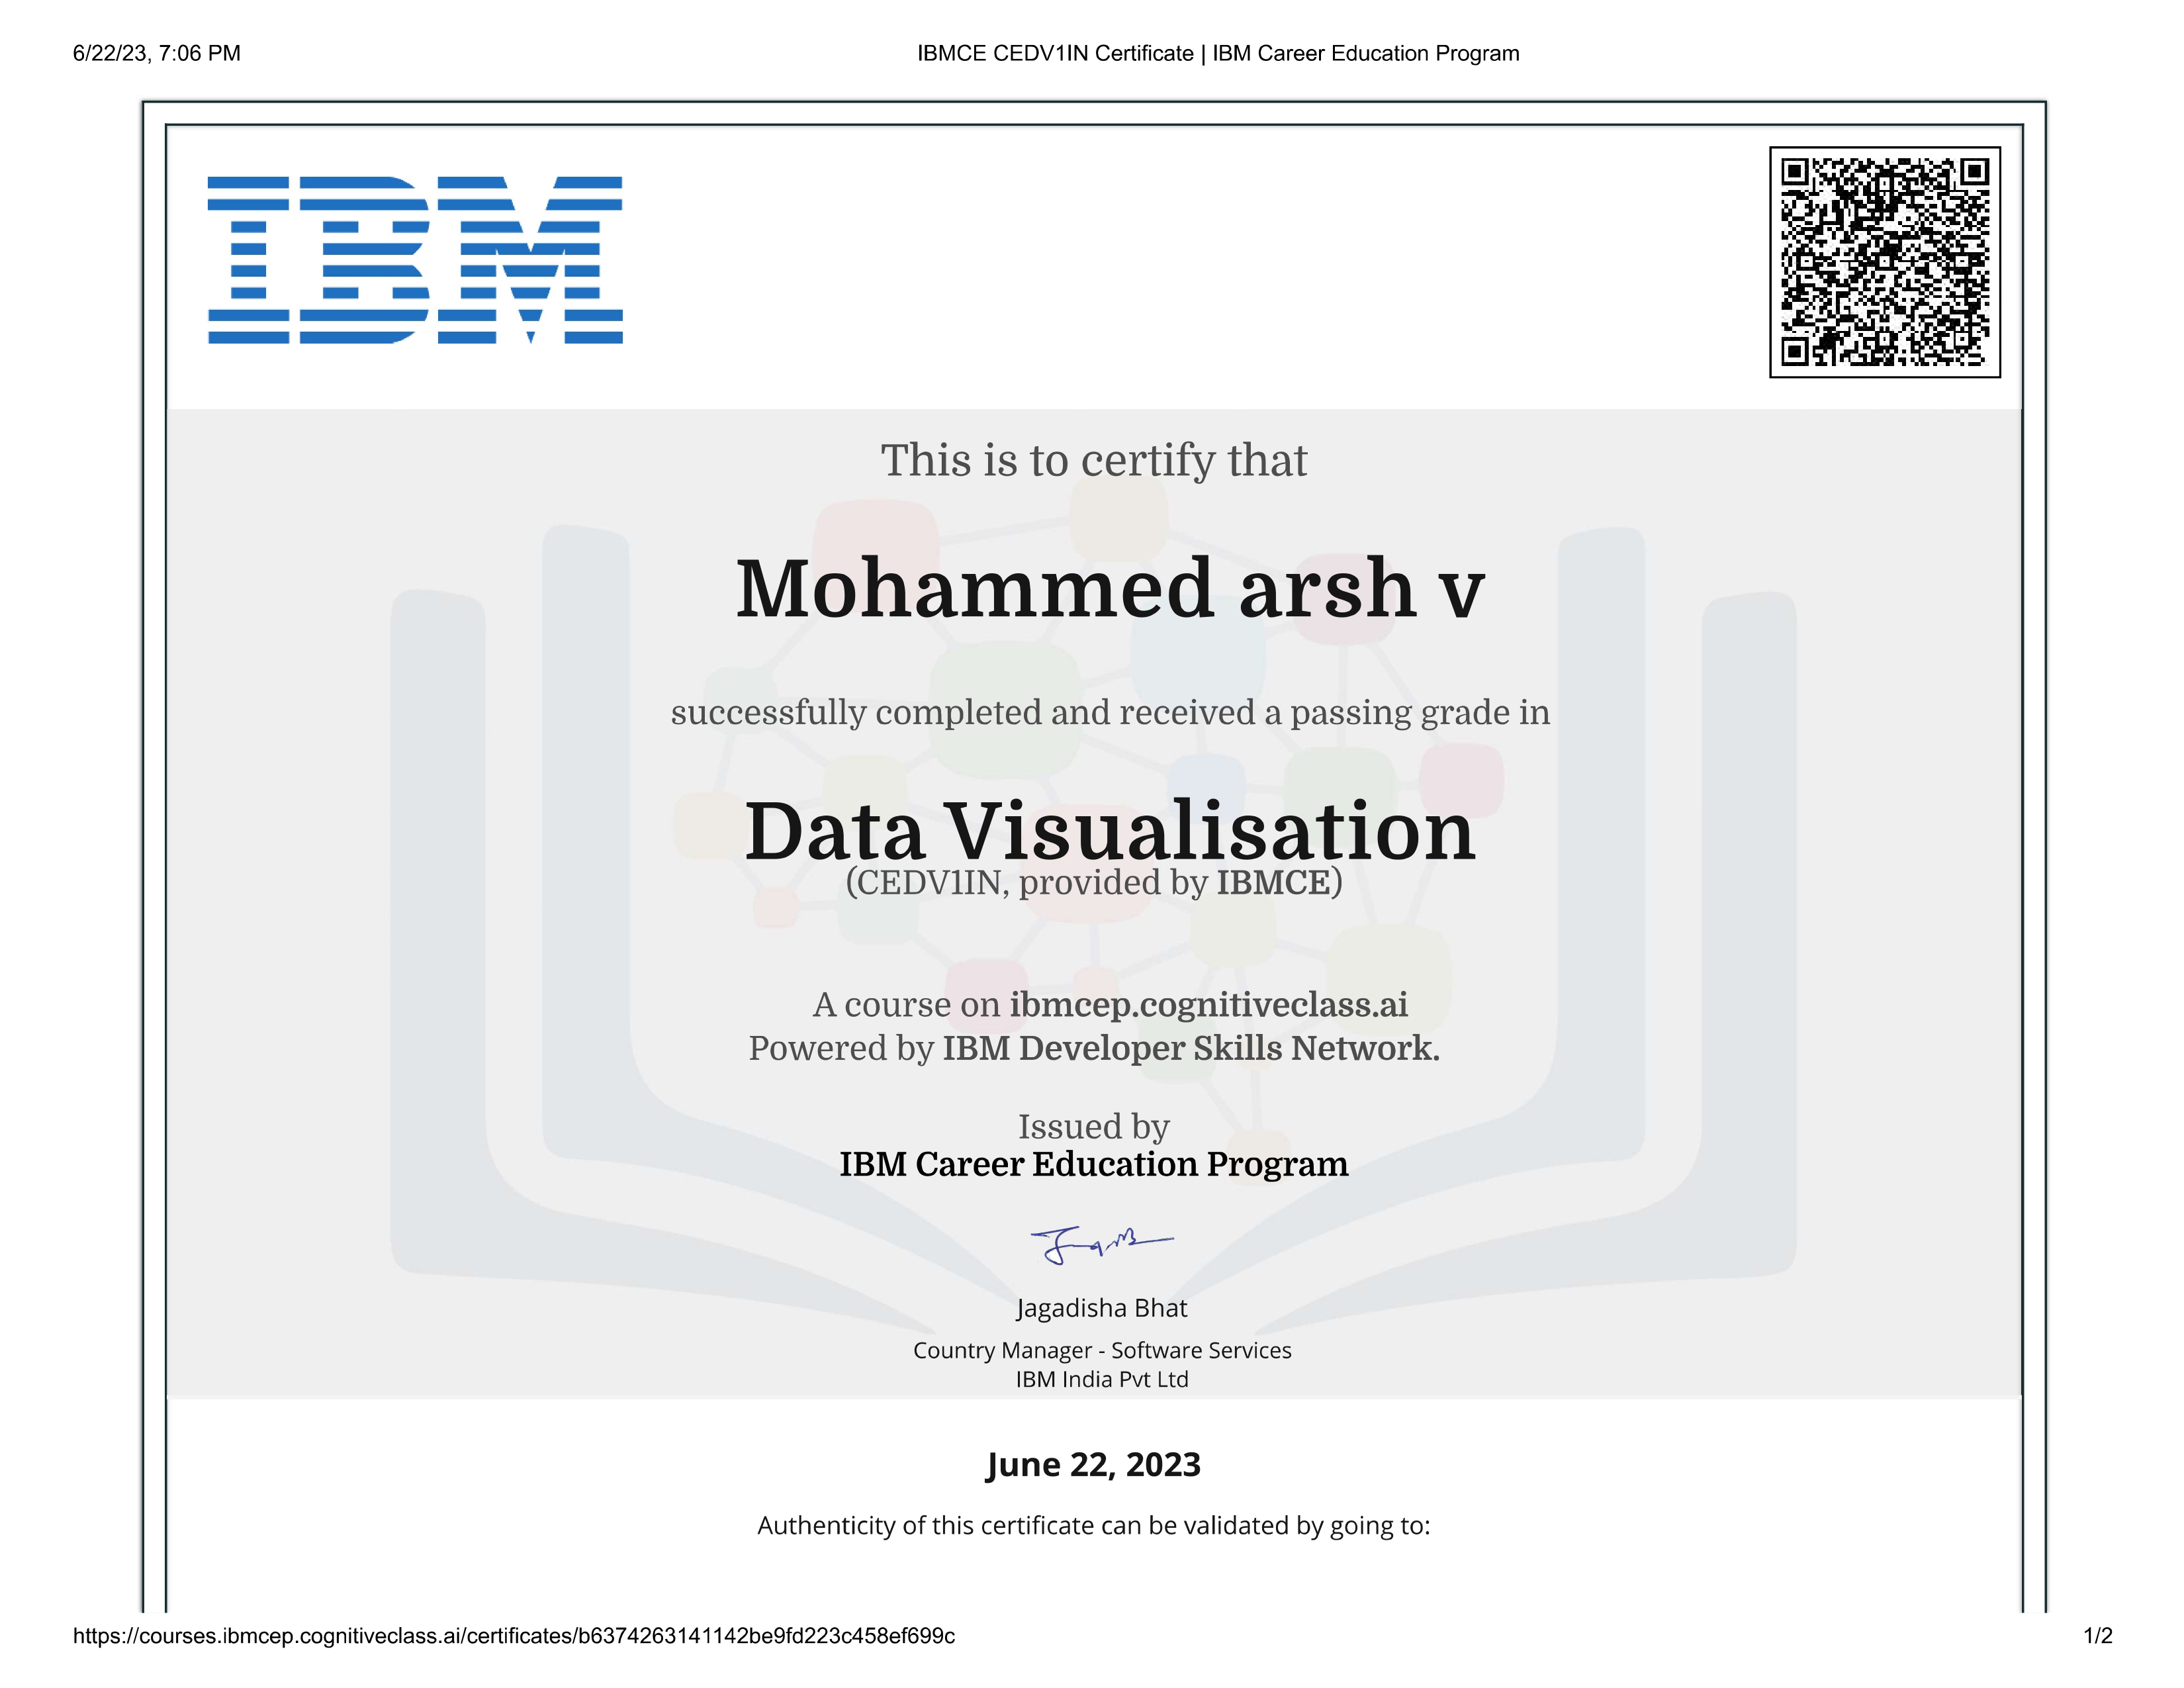 6/22/23, 7:06 PM
IBMCE CEDV1IN Certificate | IBM Career Education Program
IBM
This is to certify that
Mohammed arsh v
successfully completed and received a passing grade in
Data Visualisation
(CEDV1IN, provided by IBMCE)
A course on ibmcep.cognitiveclass.ai
Powered by IBM Developer Skills Network.
Issued by
IBM Career Education Program
Jagadisha Bhat
Country Manager - Software Services
IBM India Pvt Ltd
June 22, 2023
Authenticity of this certificate can be validated by going to:
https://courses.ibmcep.cognitiveclass.ai/certificates/b6374263141142be9fd223c458ef699c
1/2